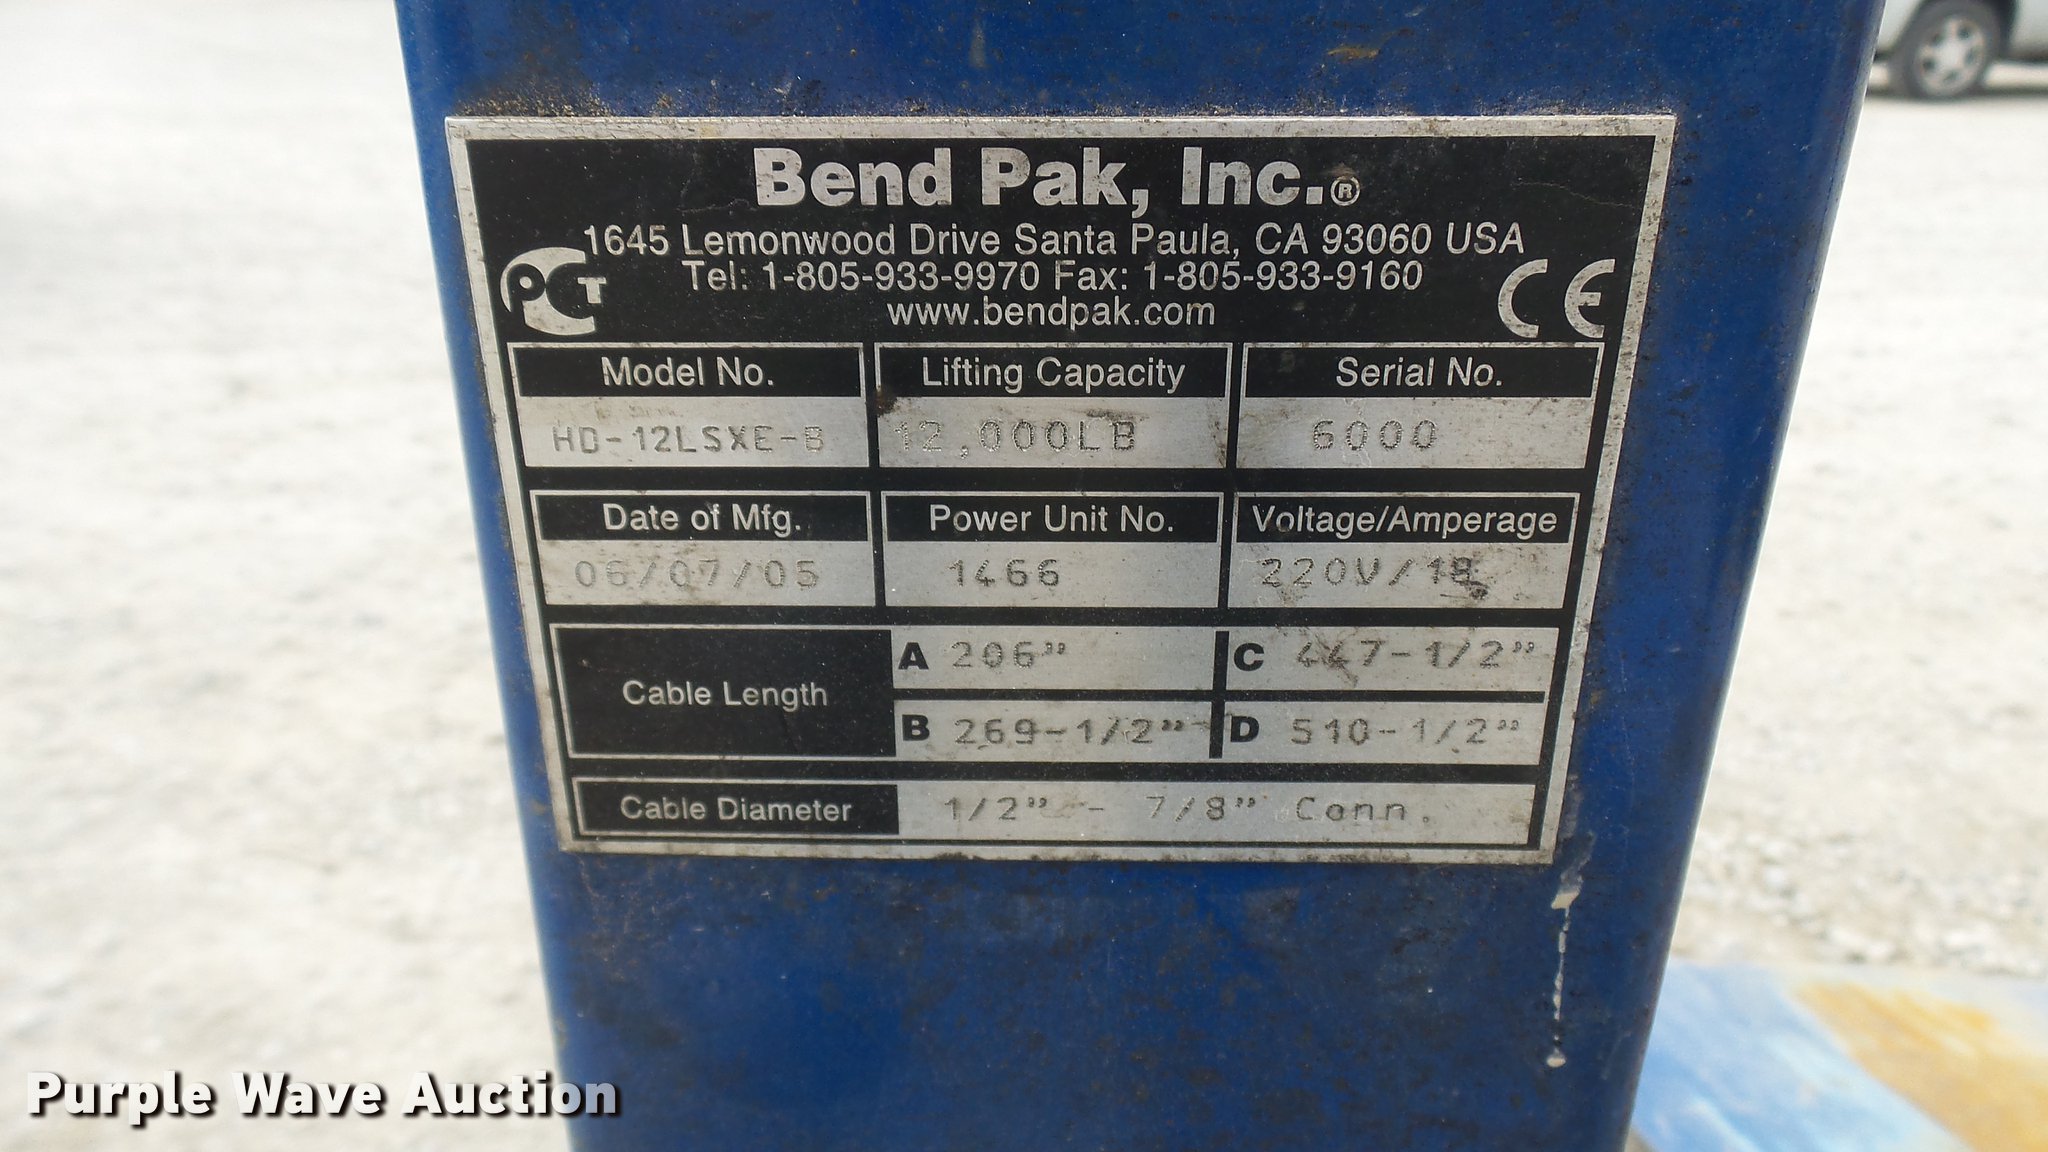 Bend Pak, Inc.®
1645 Lemonwood Drive Santa Paula, CA 93060 USA
Tel: 1-805-933-9970 Fax: 1-805-933-9160
www.bendpak.com
PCT
CE
Model No. Lifting Capacity Serial No.
HD-12LSXE-B 12,000LB 6000
Date of Mfg. Power Unit No. Voltage/Amperage
06/07/05 1466 220V/18
Cable Length
A 206" C 447-1/2"
B 269-1/2" D 510-1/2"
Cable Diameter 1/2" - 7/8" Conn.
Purple Wave Auction